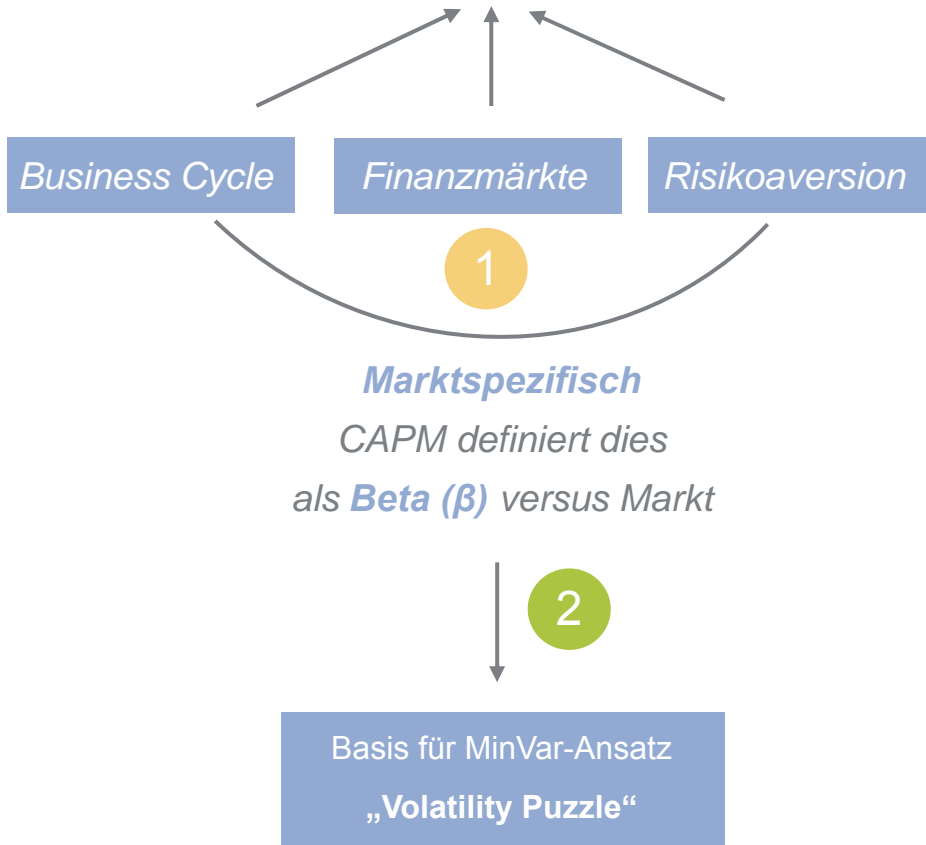 Business Cycle
Finanzmärkte
Risikoaversion
1
Marktspezifisch
CAPM definiert dies
als Beta (β) versus Markt
2
Basis für MinVar-Ansatz
„Volatility Puzzle“